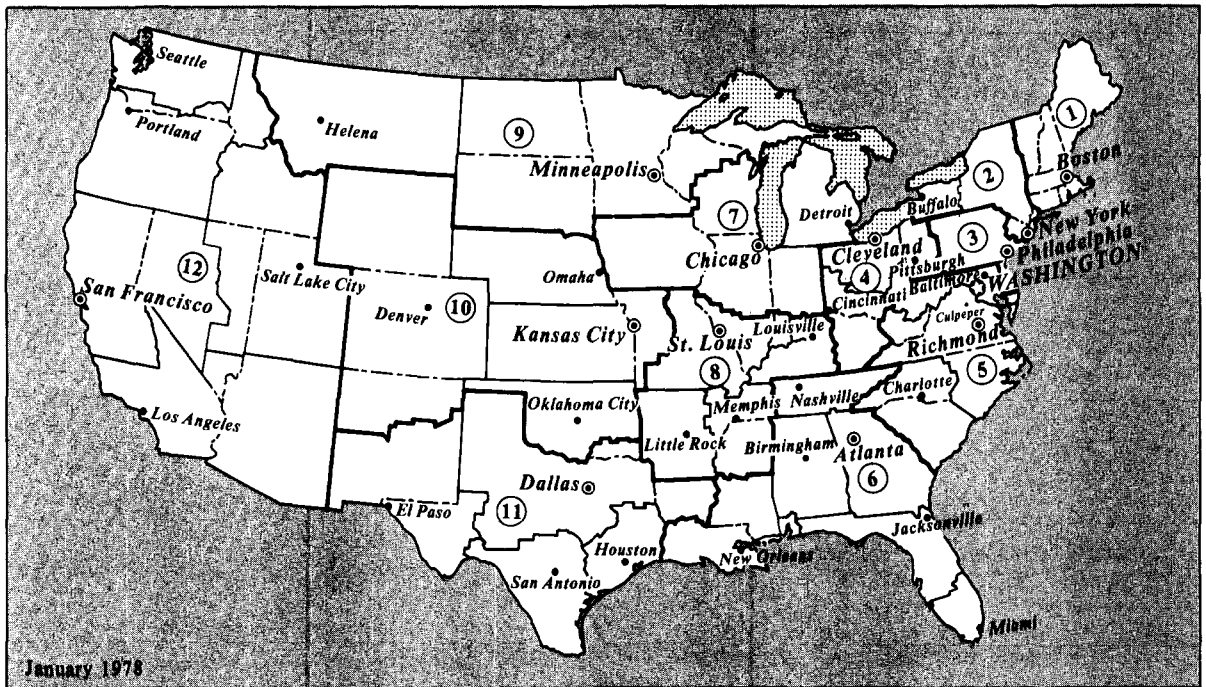 Seattle
Portland
Helena
9
Minneapolis
1
Boston
2
Buffalo
New York
3
Philadelphia
WASHINGTON
7
Detroit
Cleveland
Pittsburgh
Chicago
4
Cincinnati
Baltimore
12
San Francisco
Salt Lake City
Omaha
Denver
10
Kansas City
St. Louis
Louisville
Culpeper
Richmond
8
5
Los Angeles
Oklahoma City
Memphis
Nashville
Charlotte
Little Rock
Birmingham
Atlanta
6
Dallas
El Paso
11
Jacksonville
Houston
New Orleans
San Antonio
Miami
January 1978